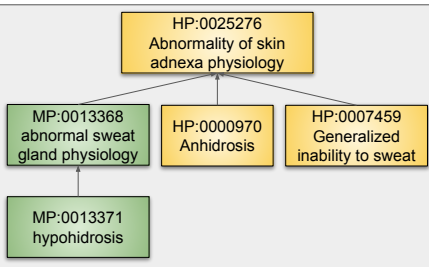 HP:0025276
Abnormality of skin
adnexa physiology
MP:0013368
abnormal sweat
gland physiology
HP:0000970
Anhidrosis
HP:0007459
Generalized
inability to sweat
MP:0013371
hypohidrosis